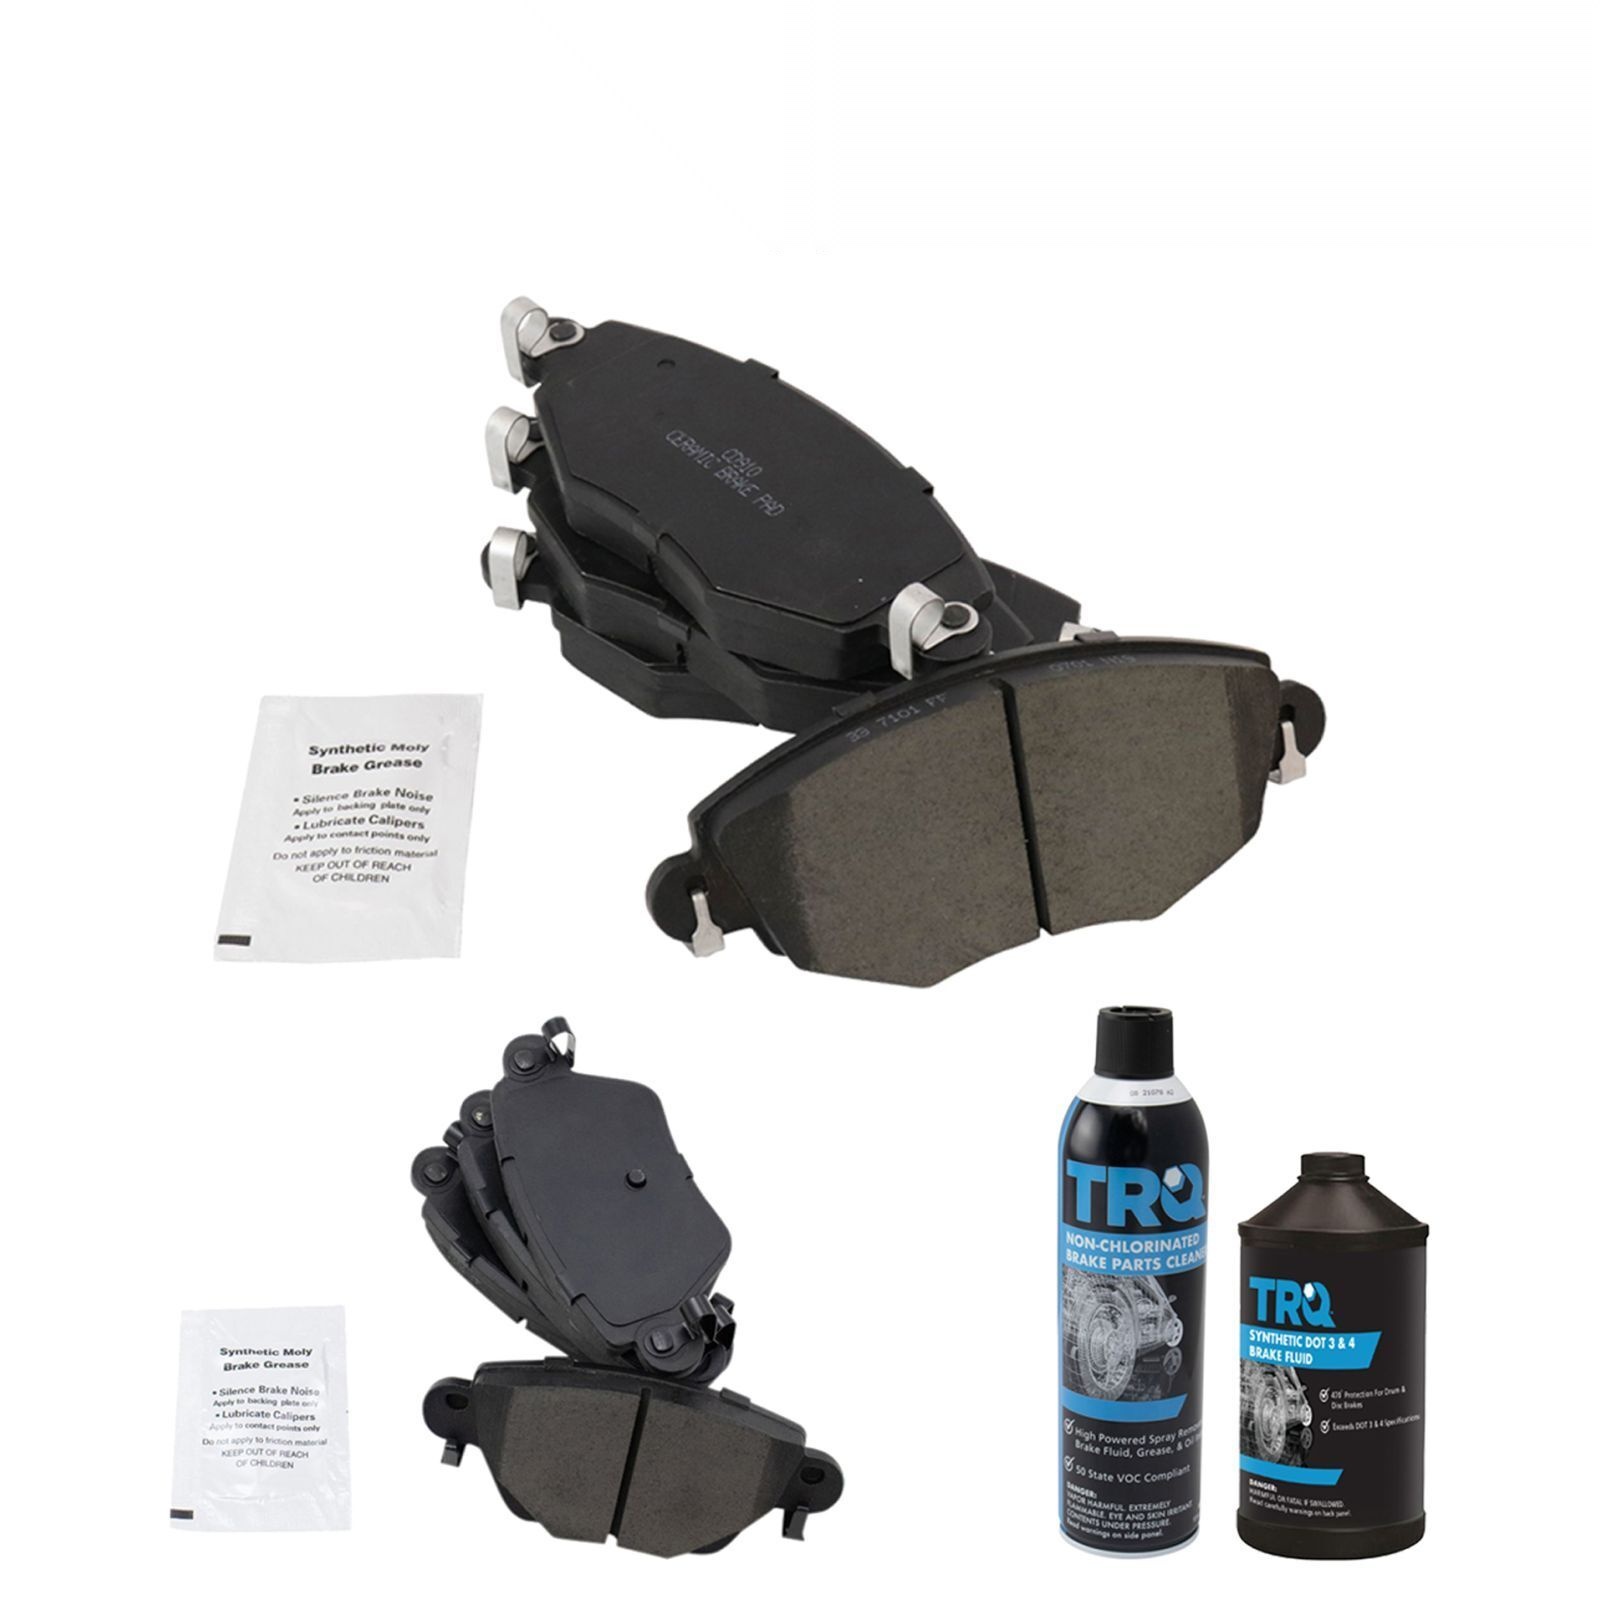 CD910
CERAMIC BRAKE PAD
33 7101 FF
Synthetic Moly
Brake Grease
• Silence Brake Noise
Apply to backing plate only
• Lubricate Calipers
Apply to contact points only
Do not apply to friction material
KEEP OUT OF REACH
OF CHILDREN
Synthetic Moly
Brake Grease
• Silence Brake Noise
Apply to backing plate only
• Lubricate Calipers
Apply to contact points only
Do not apply to friction material
KEEP OUT OF REACH
OF CHILDREN
TRQ
NON-CHLORINATED
BRAKE PARTS CLEANE
High Powered Spray Remov
Brake Fluid, Grease, & Oil
50 State VOC Compliant
DANGER:
VAPOR HARMFUL. EXTREMELY
FLAMMABLE. EYE AND SKIN IRRITANT.
CONTENTS UNDER PRESSURE.
Read warnings on side panel.
TRQ
SYNTHETIC DOT 3 & 4
BRAKE FLUID
Protection For Drum &
Disc Brakes
Exceeds DOT 3 & 4 Specifications
DANGER:
HARMFUL OR FATAL IF SWALLOWED.
Read carefully warnings on back panel.